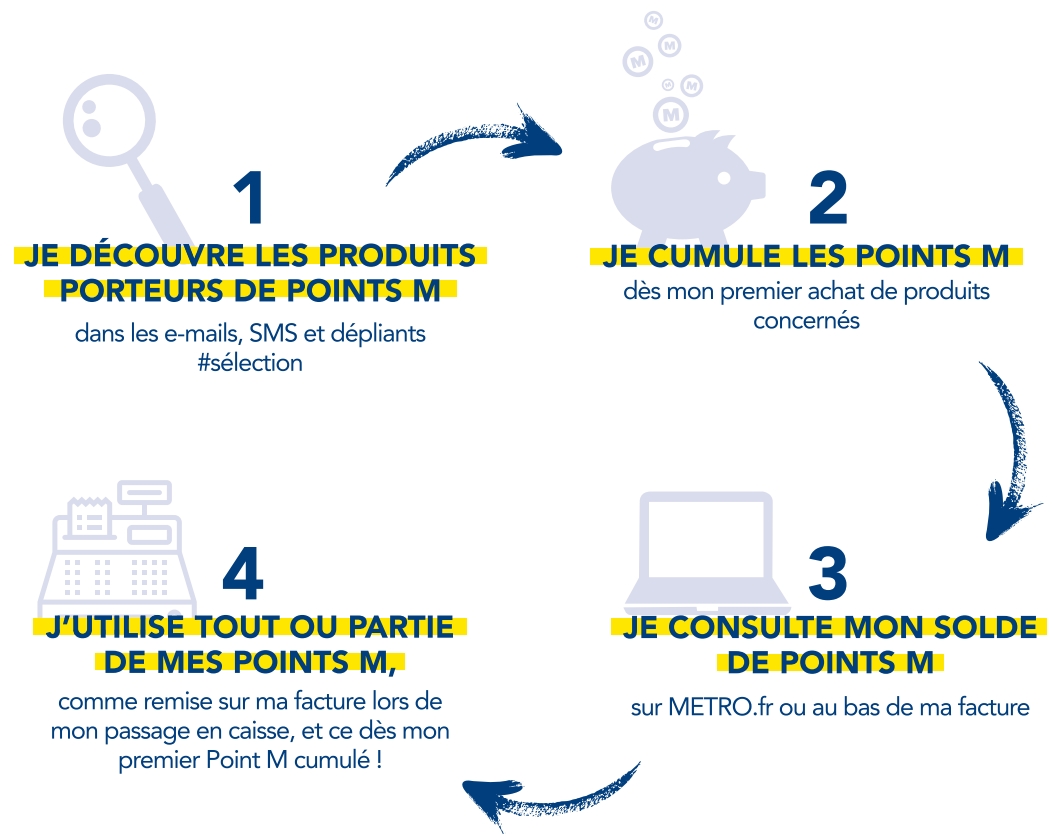 1
JE DÉCOUVRE LES PRODUITS
PORTEURS DE POINTS M
dans les e-mails, SMS et dépliants
#sélection
M
M
M
M
M
M
2
JE CUMULE LES POINTS M
dès mon premier achat de produits
concernés
3
JE CONSULTE MON SOLDE
DE POINTS M
sur METRO.fr ou au bas de ma facture
4
J’UTILISE TOUT OU PARTIE
DE MES POINTS M,
comme remise sur ma facture lors de
mon passage en caisse, et ce dès mon
premier Point M cumulé !